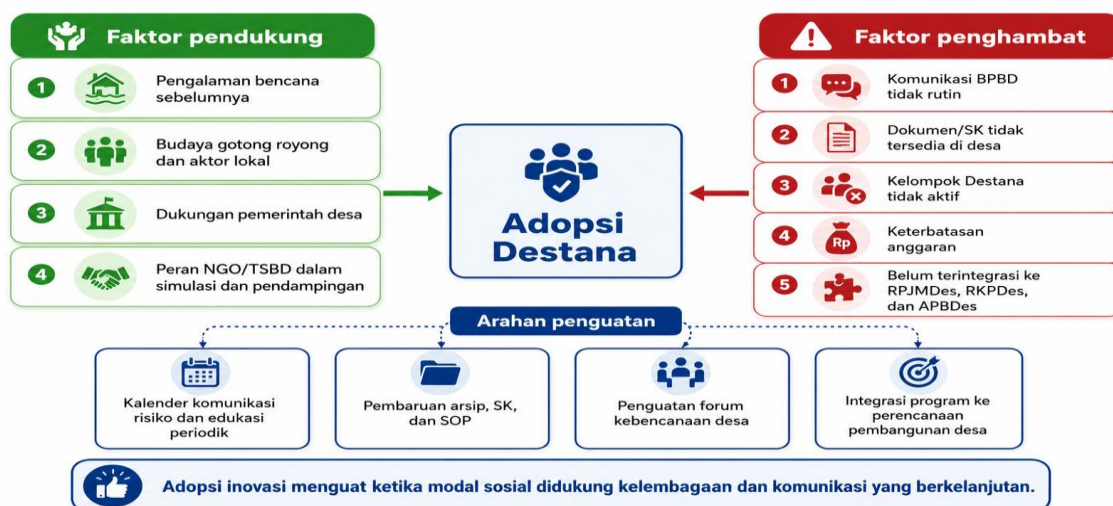 Faktor pendukung
1
Pengalaman bencana
sebelumnya
2
Budaya gotong royong
dan aktor lokal
3
Dukungan pemerintah desa
4
Peran NGO/TSBD dalam
simulasi dan pendampingan
Adopsi
Destana
Faktor penghambat
1
Komunikasi BPBD
tidak rutin
2
Dokumen/SK tidak
tersedia di desa
3
Kelompok Destana
tidak aktif
4
Rp
Keterbatasan
anggaran
5
Belum terintegrasi ke
RPJMDes, RKPDes,
dan APBDes
Arahan penguatan
Kalender komunikasi
risiko dan edukasi
periodik
Pembaruan arsip, SK,
dan SOP
Penguatan forum
kebencanaan desa
Integrasi program ke
perencanaan
pembangunan desa
Adopsi inovasi menguat ketika modal sosial didukung kelembagaan dan komunikasi yang berkelanjutan.